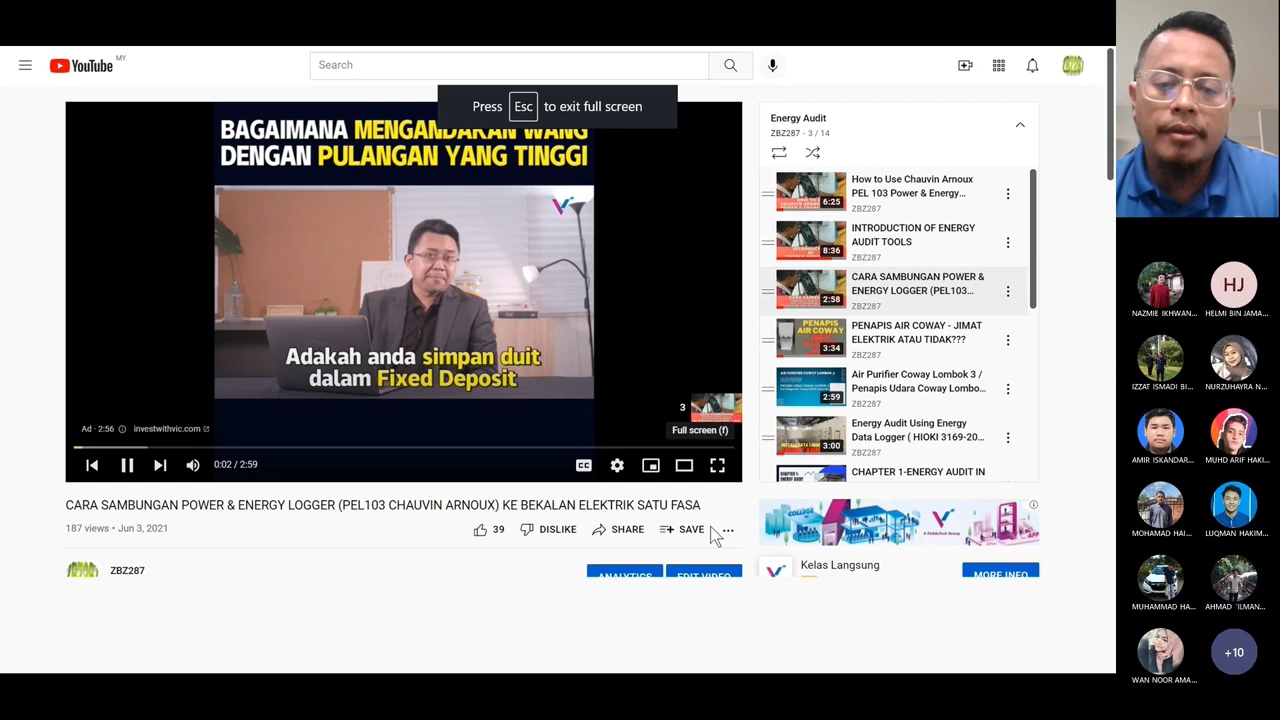 YouTube MY
Search
Press Esc to exit full screen
BAGAIMANA MENGANDAKAN WANG
DENGAN PULANGAN YANG TINGGI
Adakah anda simpan duit
dalam Fixed Deposit
3
Ad · 2:56
investwithvic.com
Full screen (f)
0:02 / 2:59
CC
CARA SAMBUNGAN POWER & ENERGY LOGGER (PEL103 CHAUVIN ARNOUX) KE BEKALAN ELEKTRIK SATU FASA
187 views • Jun 3, 2021
39
DISLIKE
SHARE
SAVE
ZBZ287
ANALYTICS
EDIT VIDEO
Energy Audit
ZBZ287 - 3 / 14
How to Use Chauvin Arnoux
PEL 103 Power & Energy...
ZBZ287
6:25
INTRODUCTION OF ENERGY
AUDIT TOOLS
ZBZ287
8:36
CARA SAMBUNGAN POWER &
ENERGY LOGGER (PEL103...
ZBZ287
2:58
PENAPIS AIR COWAY - JIMAT
ELEKTRIK ATAU TIDAK???
ZBZ287
PENAPIS
AIR COWAY
3:34
Air Purifier Coway Lombok 3 /
Penapis Udara Coway Lombo...
ZBZ287
2:59
Energy Audit Using Energy
Data Logger ( HIOKI 3169-20...
ZBZ287
3:00
CHAPTER 1-ENERGY AUDIT IN
COLLEGE
Kelas Langsung
MORE INFO
NAZMIE IKHWAN...
HJ
HELMI BIN JAMA...
IZZAT ISMADI BI...
NURZUHAYRA N...
AMIR ISKANDAR...
MUHD ARIF HAKI...
MOHAMAD HAI...
LUQMAN HAKIM...
MUHAMMAD HA...
AHMAD 'ILMAN...
WAN NOOR AMA...
+10